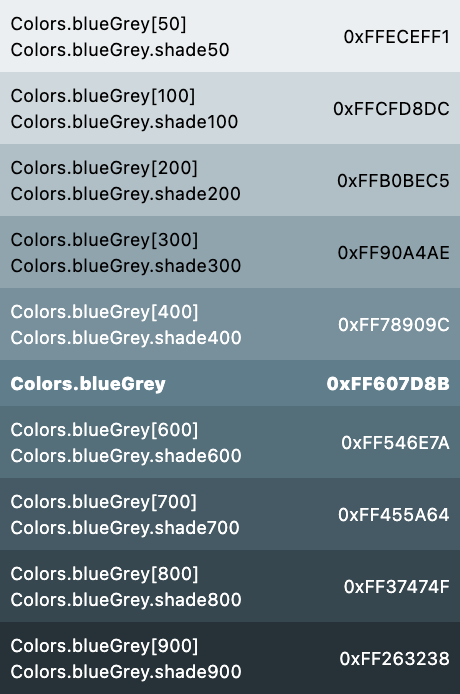 Colors.blueGrey[50]
Colors.blueGrey.shade50
0xFFECEFF1
Colors.blueGrey[100]
Colors.blueGrey.shade100
0xFFCFD8DC
Colors.blueGrey[200]
Colors.blueGrey.shade200
0xFFB0BEC5
Colors.blueGrey[300]
Colors.blueGrey.shade300
0xFF90A4AE
Colors.blueGrey[400]
Colors.blueGrey.shade400
0xFF78909C
Colors.blueGrey 0xFF607D8B
Colors.blueGrey[600]
Colors.blueGrey.shade600
0xFF546E7A
Colors.blueGrey[700]
Colors.blueGrey.shade700
0xFF455A64
Colors.blueGrey[800]
Colors.blueGrey.shade800
0xFF37474F
Colors.blueGrey[900]
Colors.blueGrey.shade900
0xFF263238